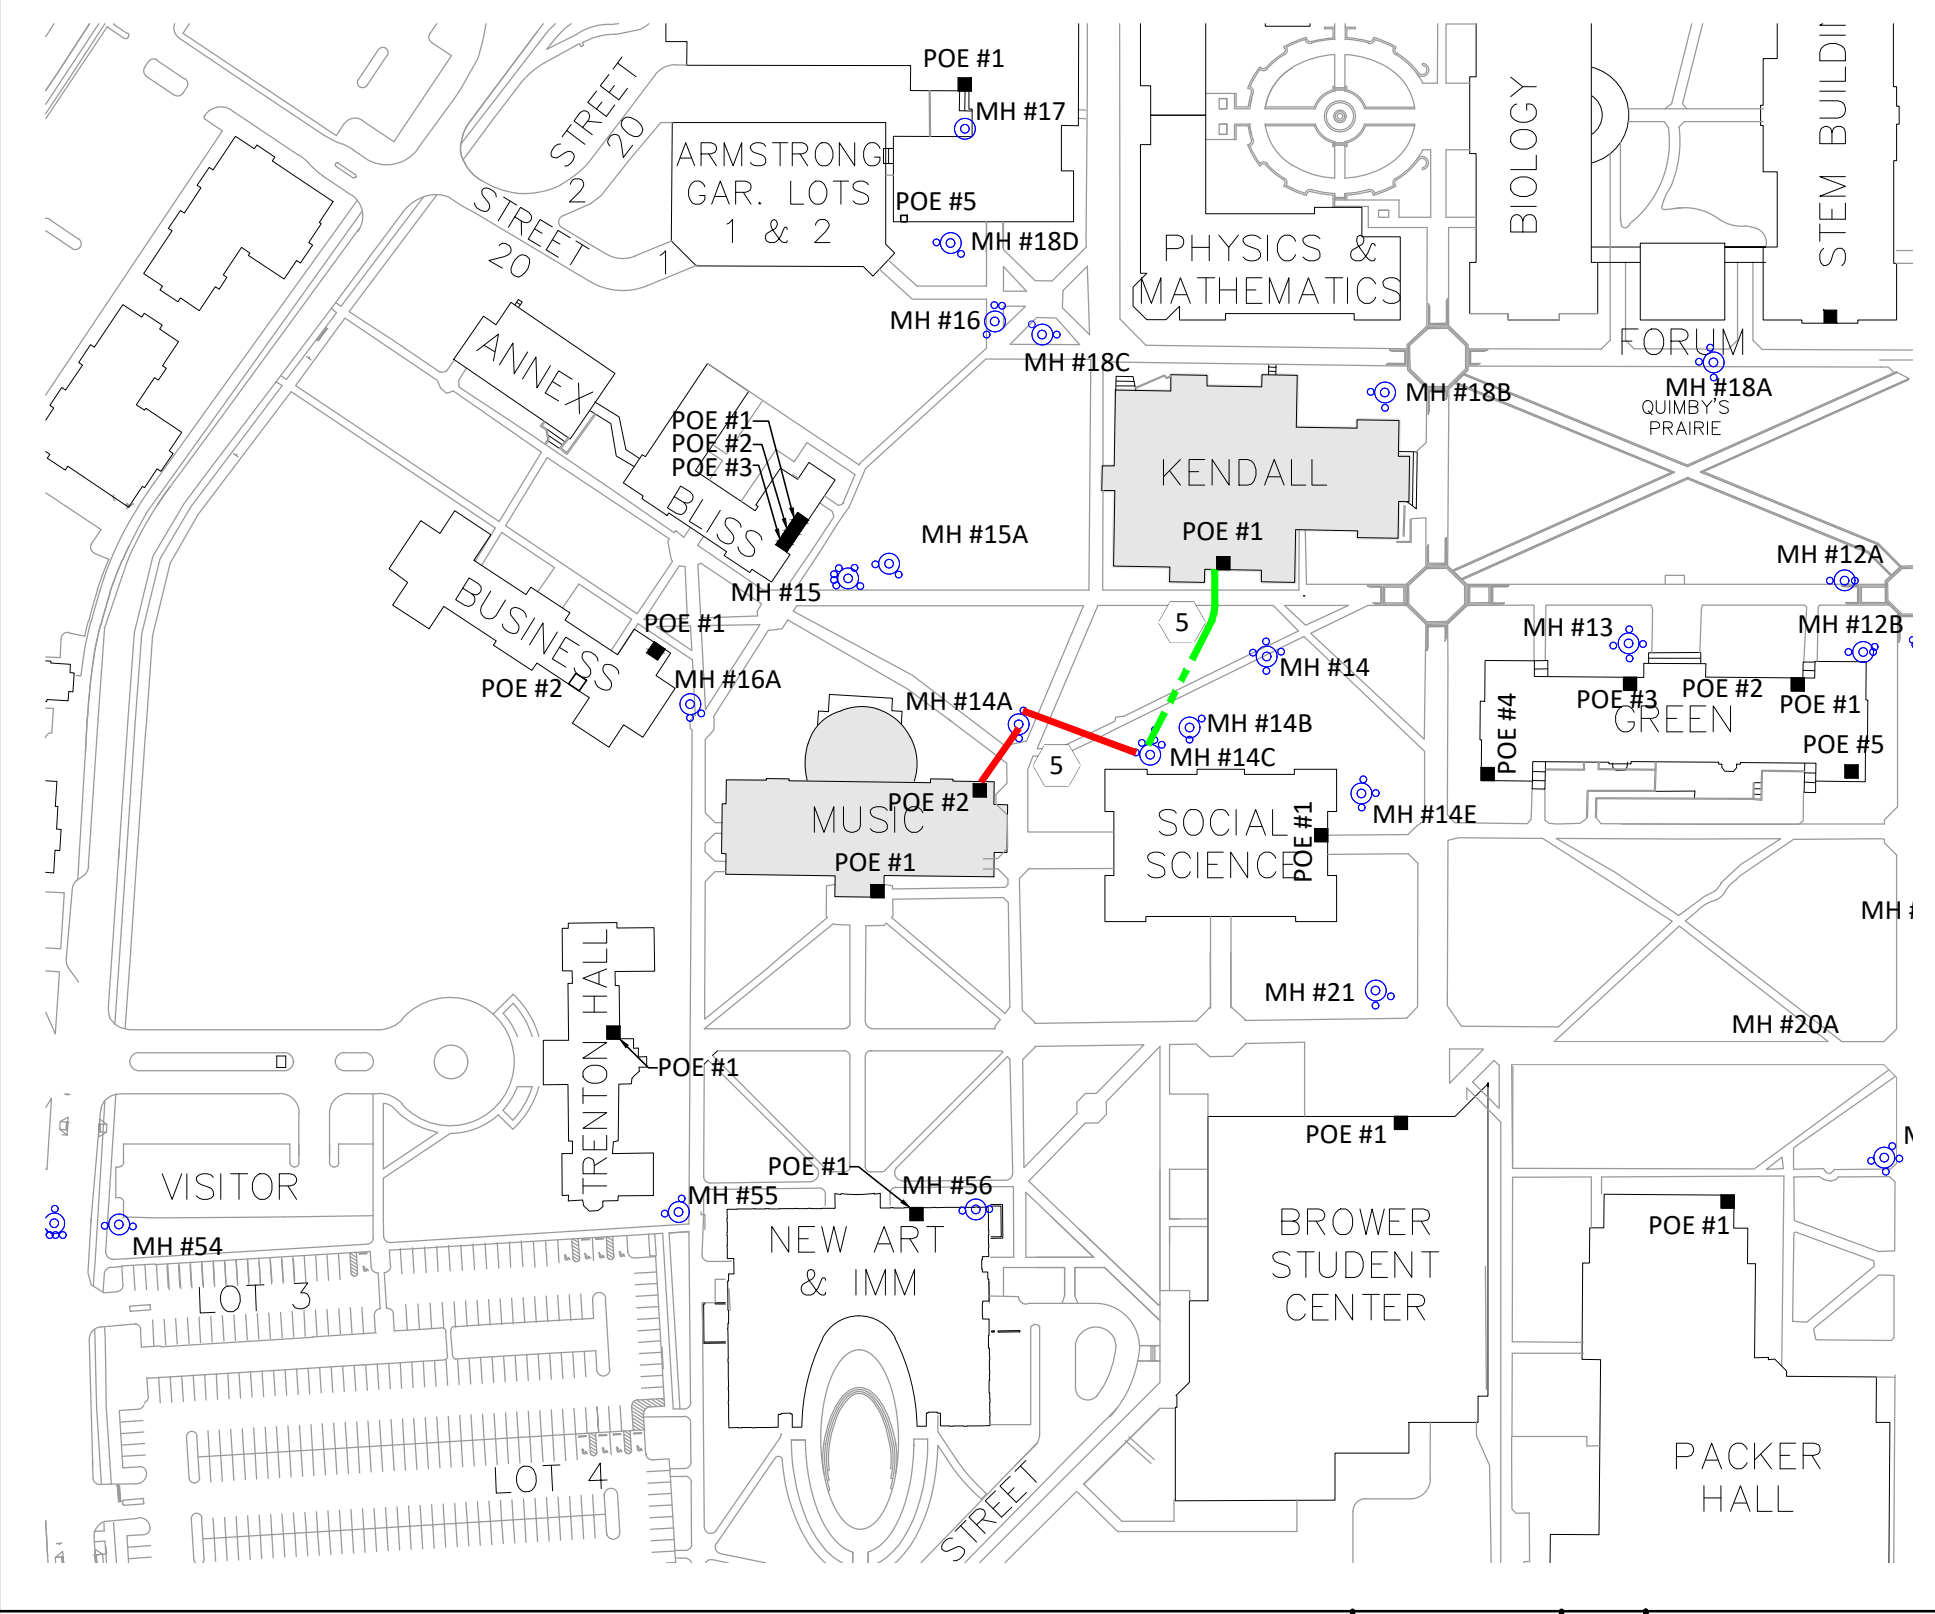 POE #1
MH #17
STREET
20
ARMSTRONG
GAR. LOTS
1 & 2
2
STREET
20
1
POE #5
MH #18D
PHYSICS &
MATHEMATICS
BIOLOGY
MH #16
MH #18C
FORUM
MH #18A
QUIMBY'S
PRAIRIE
MH #18B
ANNEX
POE #1
POE #2
POE #3
BLISS
KENDALL
POE #1
MH #15A
MH #15
MH #12A
BUSINESS
POE #1
POE #2
MH #16A
5
MH #14
MH #13
MH #12B
MH #14A
MH #14B
MH #14C
5
POE #4
POE #3
POE #2
POE #1
GREEN
POE #5
POE #2
MUSIC
POE #1
SOCIAL
SCIENCE
POE #1
MH #14E
TRENTON HALL
POE #1
MH #21
MH #20A
POE #1
VISITOR
MH #54
MH #55
POE #1
MH #56
NEW ART
& IMM
BROWER
STUDENT
CENTER
POE #1
LOT 3
LOT 4
STREET
PACKER
HALL